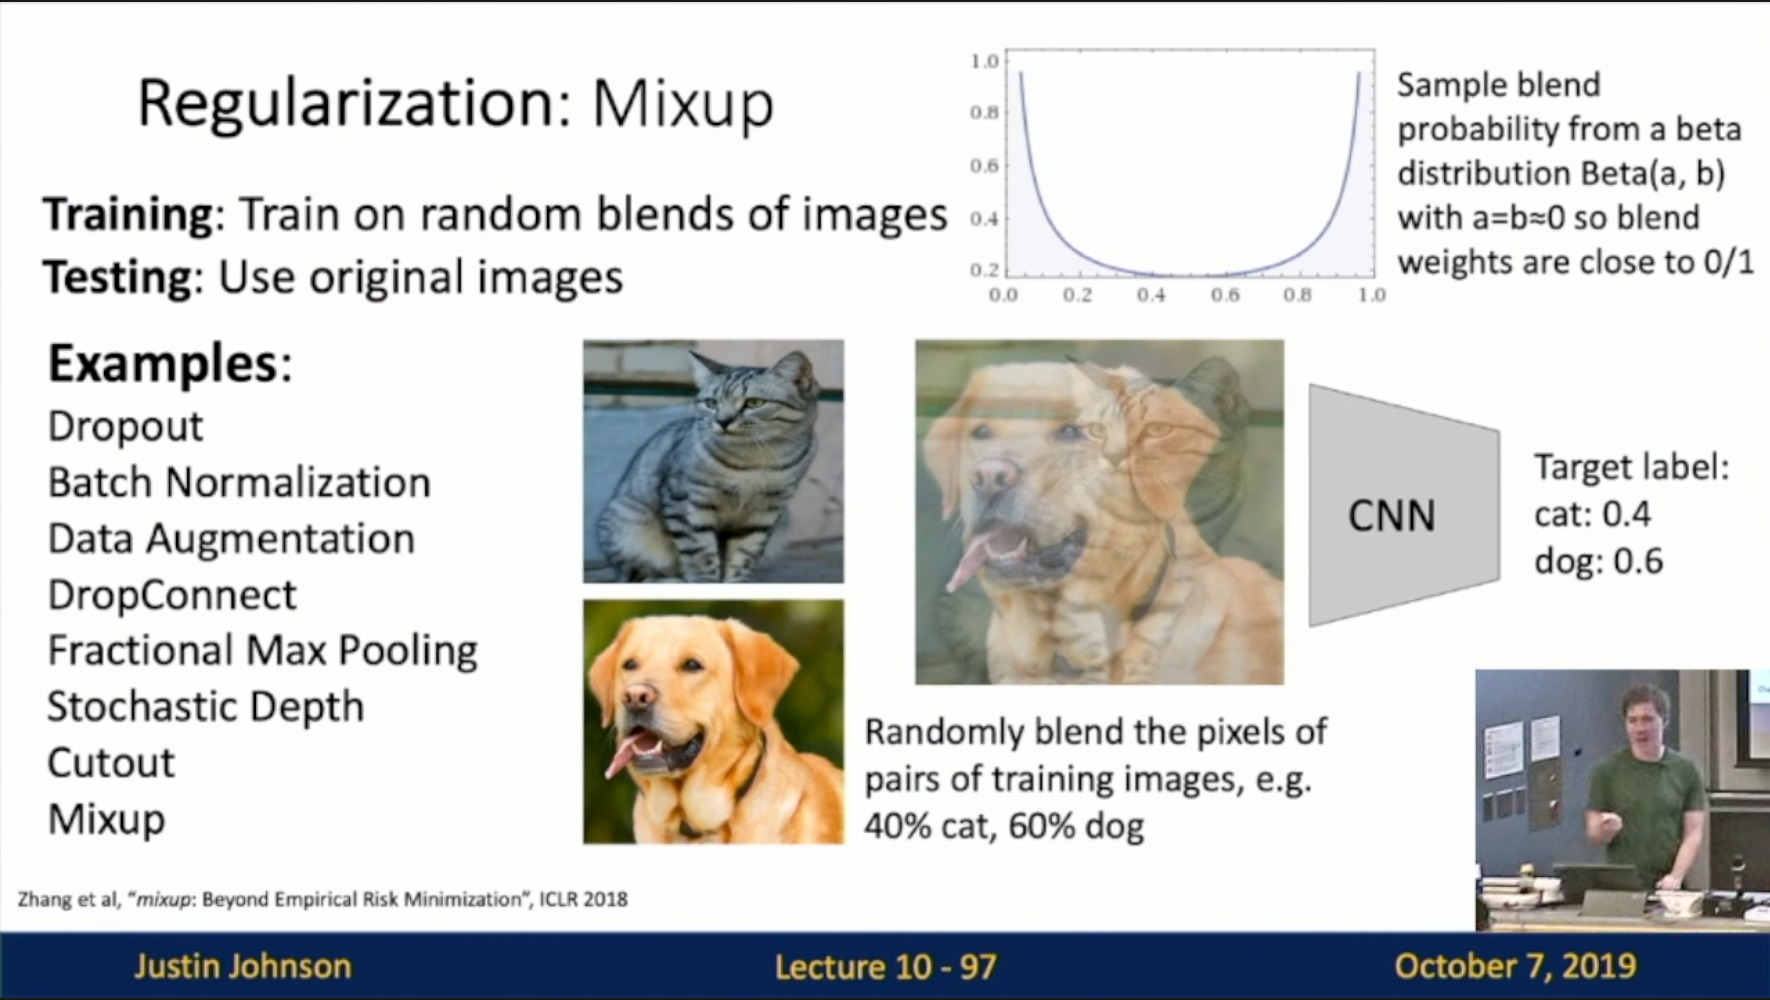 Regularization: Mixup
Training: Train on random blends of images
Testing: Use original images
1.0
0.8
0.6
0.4
0.2
0.0 0.2 0.4 0.6 0.8 1.0
Sample blend
probability from a beta
distribution Beta(a, b)
with a=b≈0 so blend
weights are close to 0/1
Examples:
Dropout
Batch Normalization
Data Augmentation
DropConnect
Fractional Max Pooling
Stochastic Depth
Cutout
Mixup
CNN
Target label:
cat: 0.4
dog: 0.6
Randomly blend the pixels of
pairs of training images, e.g.
40% cat, 60% dog
Zhang et al, “mixup: Beyond Empirical Risk Minimization”, ICLR 2018
Justin Johnson
Lecture 10 - 97
October 7, 2019